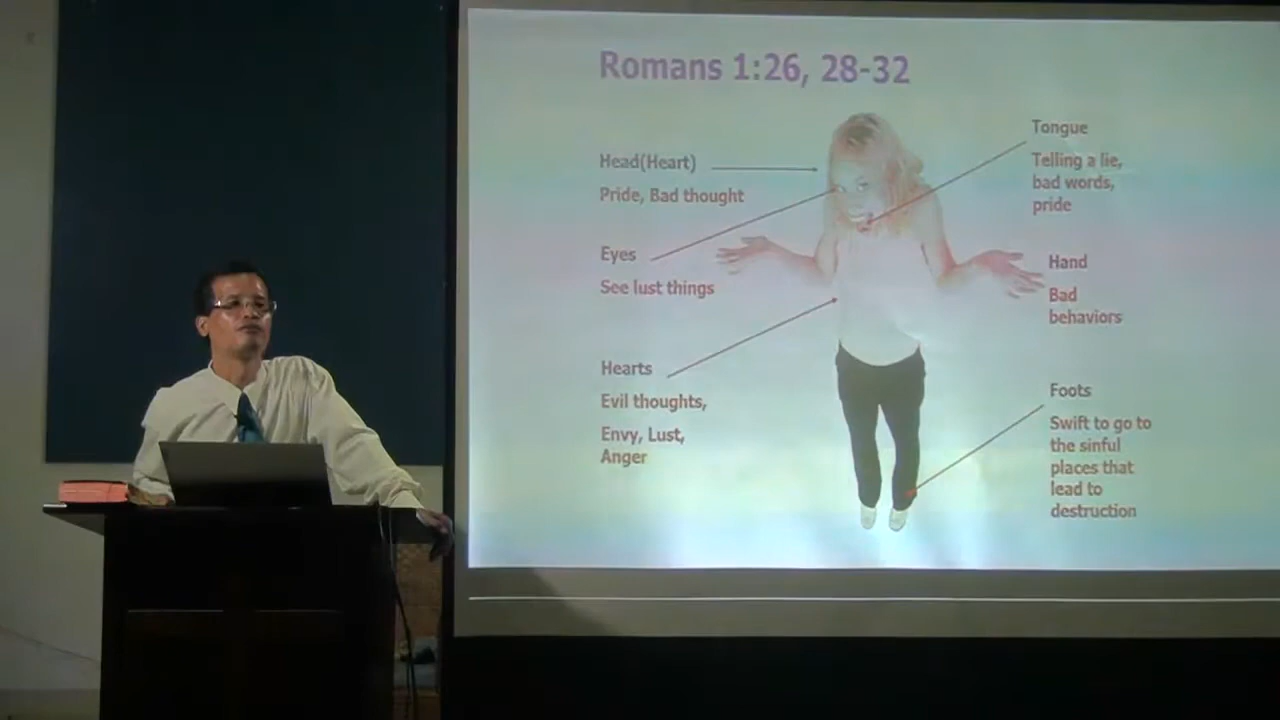 Romans 1:26, 28-32
Head(Heart)
Pride, Bad thought
Eyes
See lust things
Hearts
Evil thoughts,
Envy, Lust,
Anger
Tongue
Telling a lie,
bad words,
pride
Hand
Bad
behaviors
Foots
Swift to go to
the sinful
places that
lead to
destruction